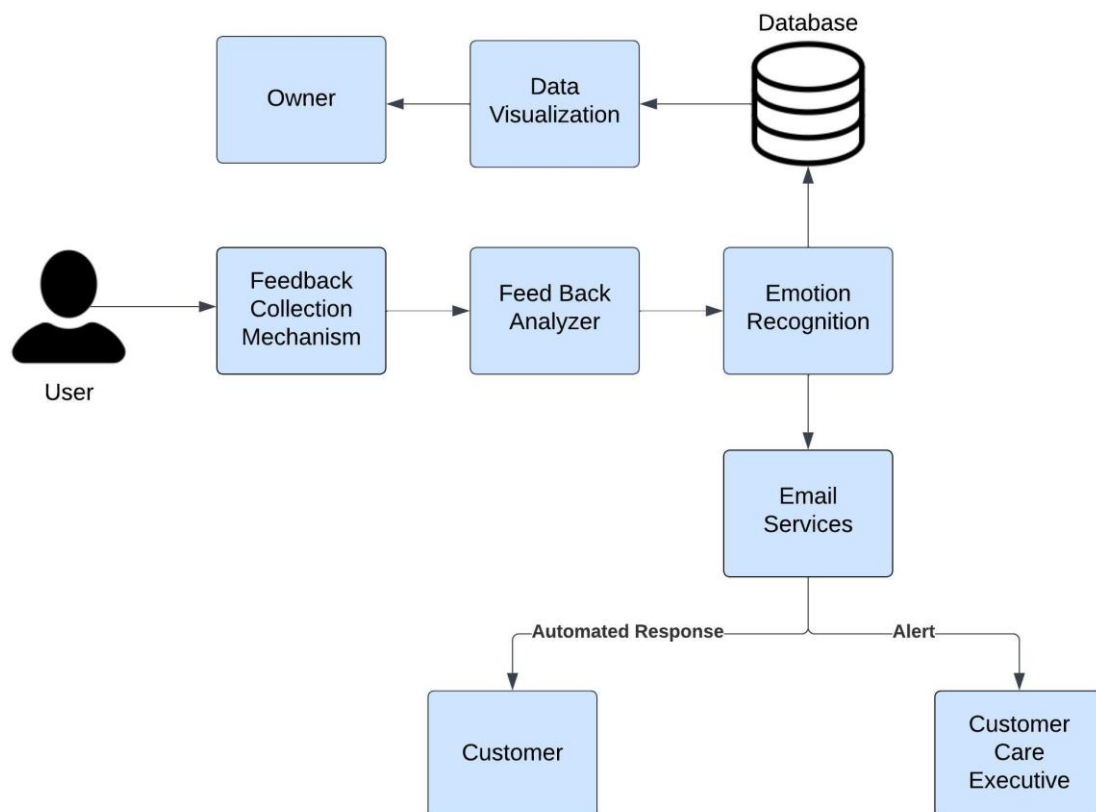 Database
Owner
Data
Visualization
Feedback
Collection
Mechanism
Feed Back
Analyzer
Emotion
Recognition
User
Email
Services
Automated Response
Alert
Customer
Customer
Care
Executive